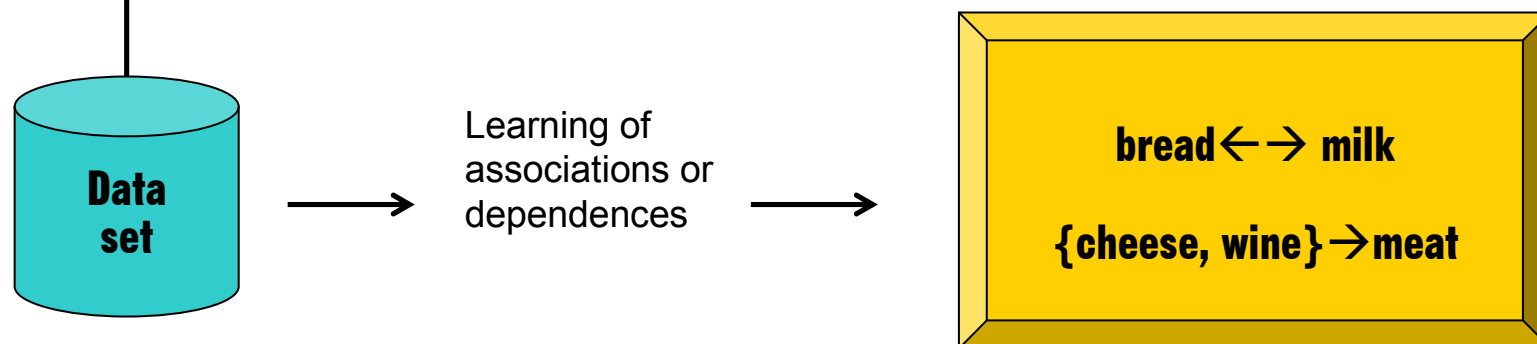 Data
set
Learning of
associations or
dependences
bread←→ milk
{cheese, wine}→meat